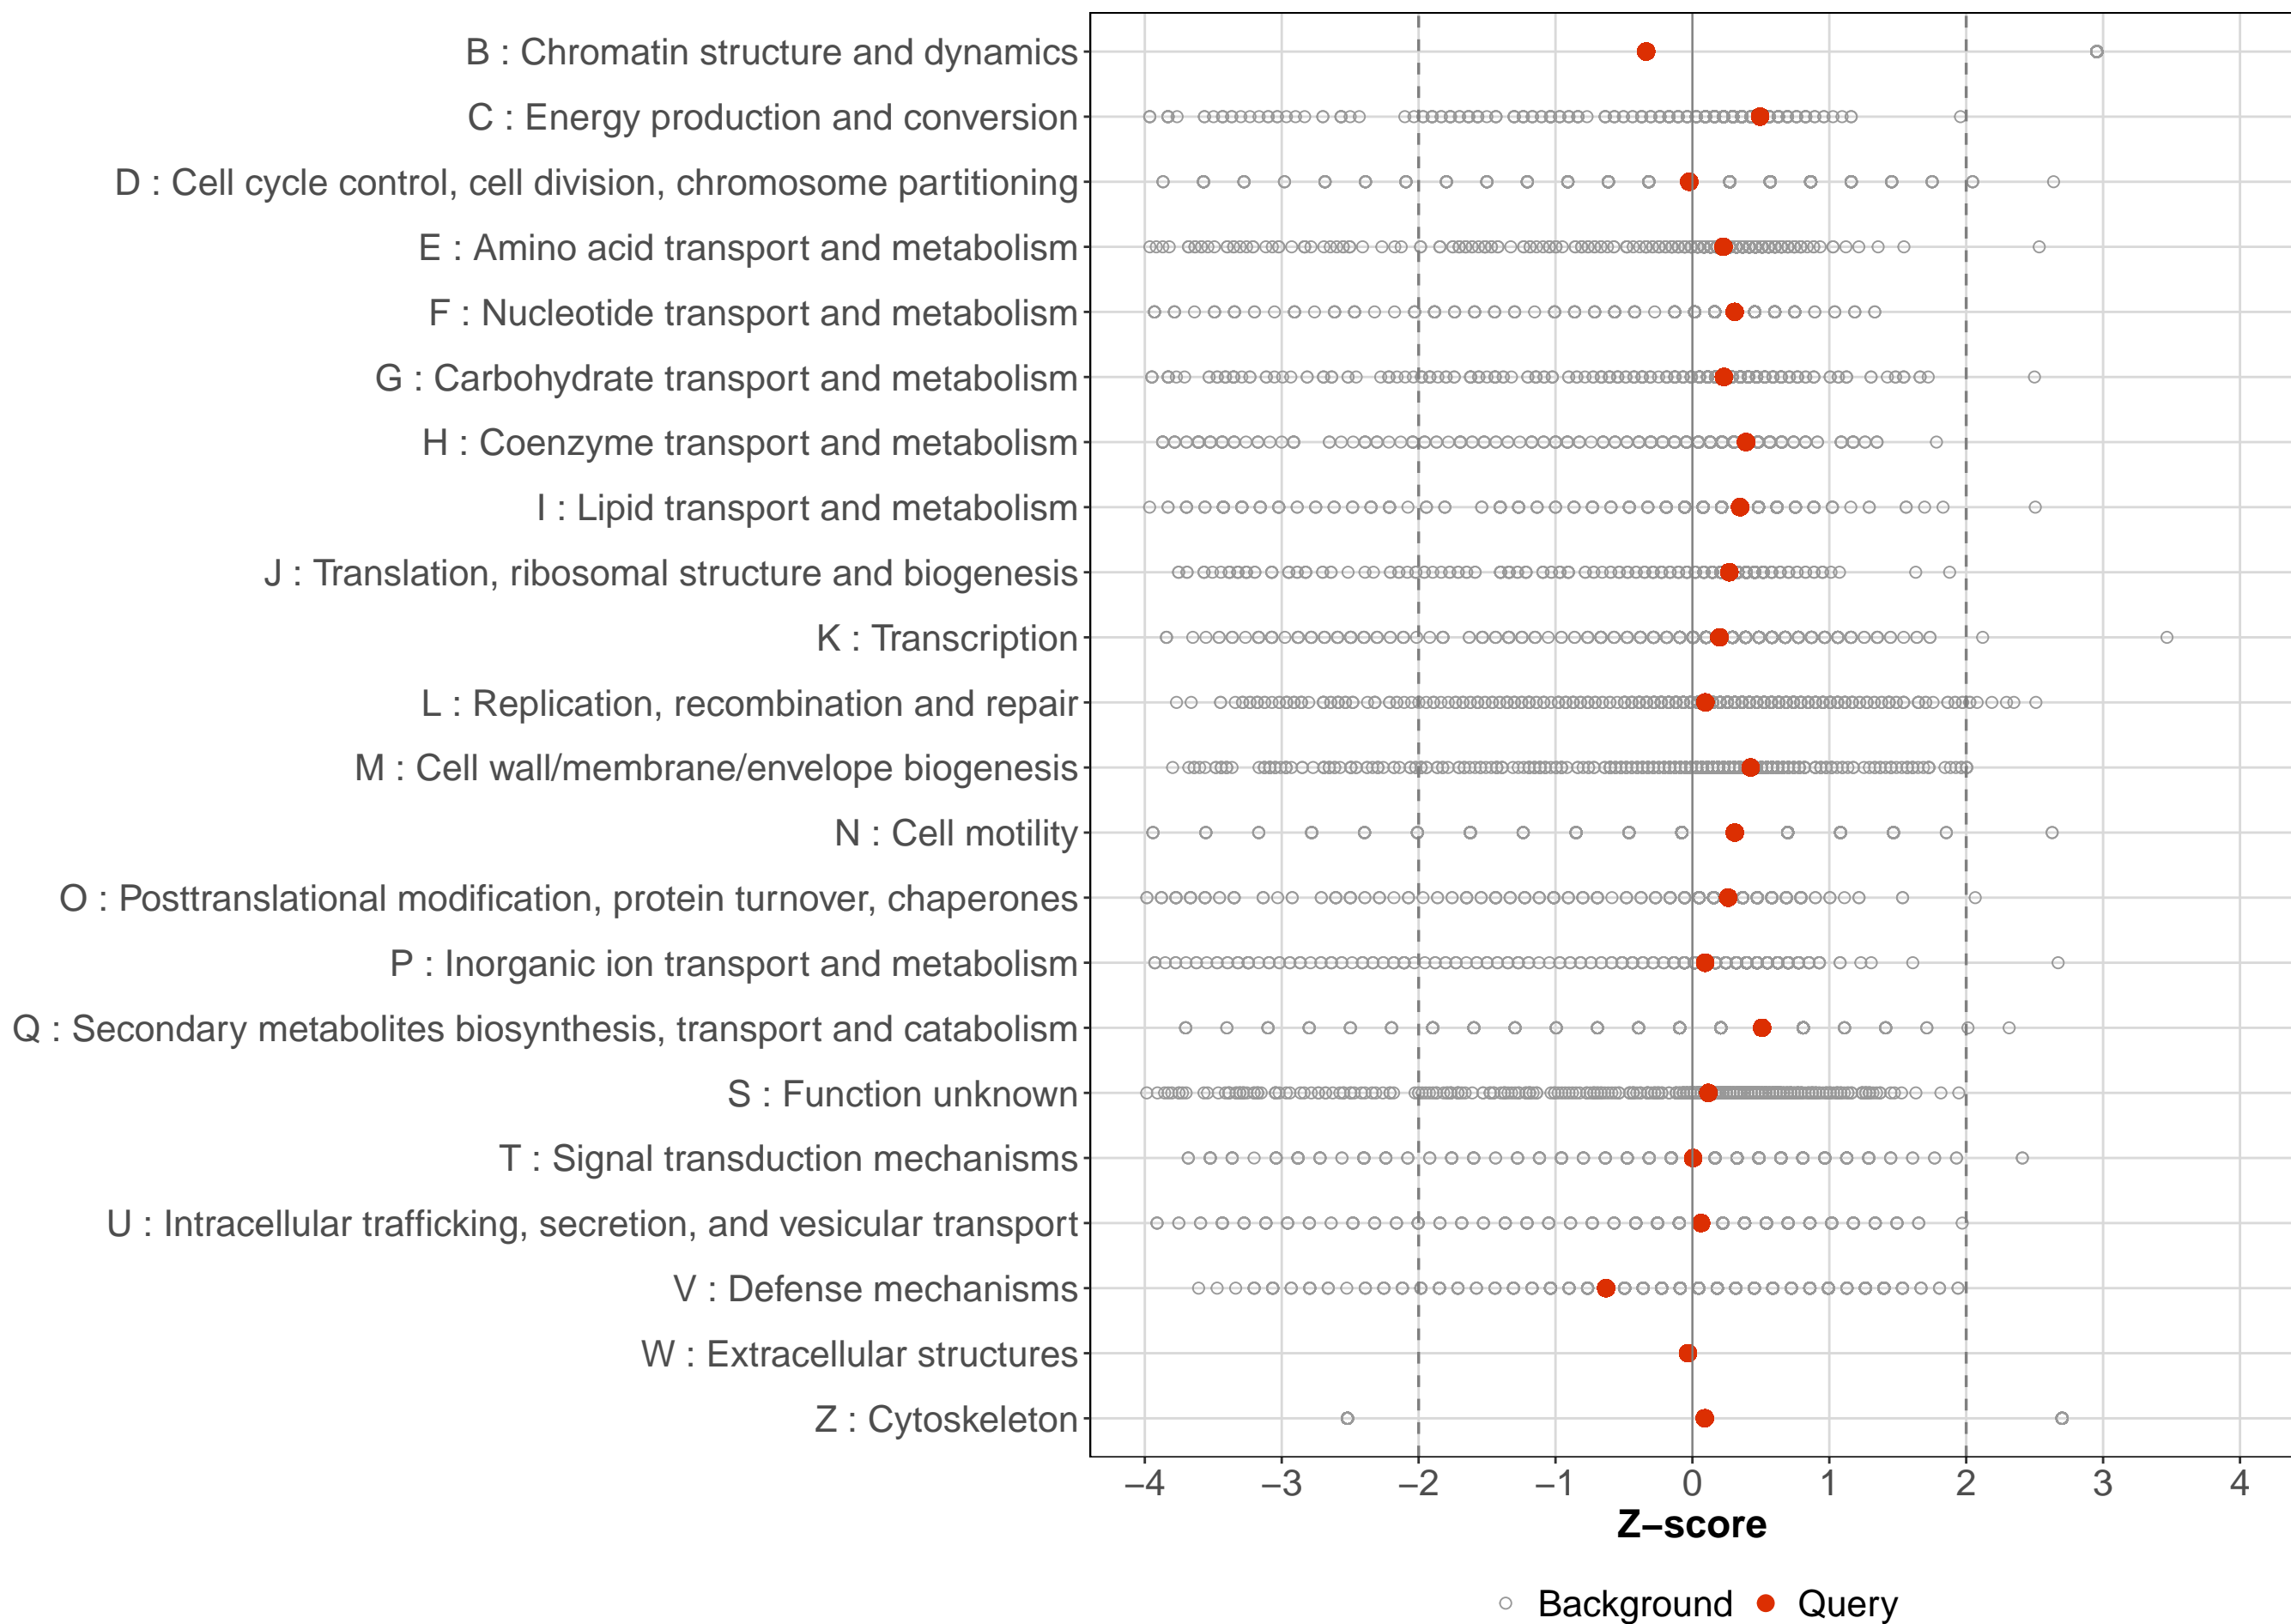 B : Chromatin structure and dynamics
C : Energy production and conversion
D : Cell cycle control, cell division, chromosome partitioning
E : Amino acid transport and metabolism
F : Nucleotide transport and metabolism
G : Carbohydrate transport and metabolism
H : Coenzyme transport and metabolism
I : Lipid transport and metabolism
J : Translation, ribosomal structure and biogenesis
K : Transcription
L : Replication, recombination and repair
M : Cell wall/membrane/envelope biogenesis
N : Cell motility
O : Posttranslational modification, protein turnover, chaperones
P : Inorganic ion transport and metabolism
Q : Secondary metabolites biosynthesis, transport and catabolism
S : Function unknown
T : Signal transduction mechanisms
U : Intracellular trafficking, secretion, and vesicular transport
V : Defense mechanisms
W : Extracellular structures
Z : Cytoskeleton
−4 −3 −2 −1 0 1 2 3 4
Z−score
Background Query